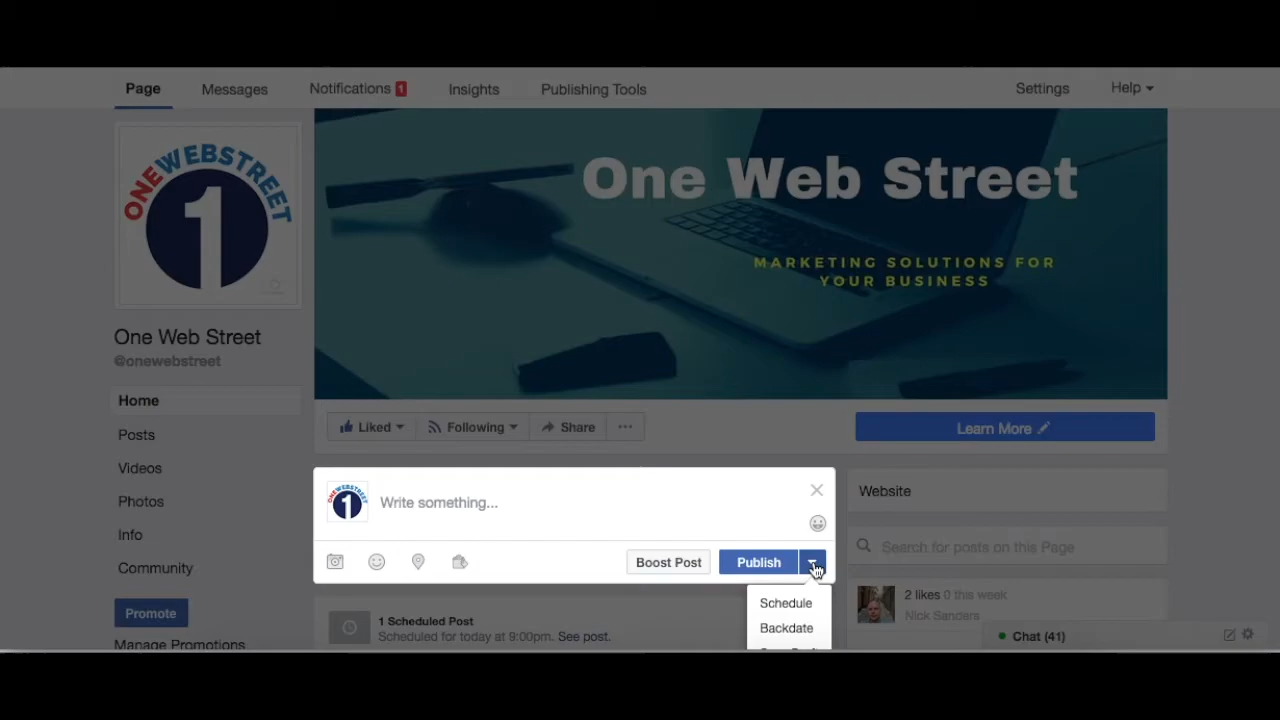 Page
Messages
Notifications 1
Insights
Publishing Tools
Settings
Help
ONEWEBSTREET
1
One Web Street
MARKETING SOLUTIONS FOR
YOUR BUSINESS
One Web Street
@onewebstreet
Home
Posts
Videos
Photos
Info
Community
Promote
Manage Promotions
Liked
Following
Share
Learn More
ONEWEBSTREET
1
Write something...
Boost Post
Publish
Schedule
Backdate
1 Scheduled Post
Scheduled for today at 9:00pm. See post.
Website
Search for posts on this Page
2 likes 0 this week
Nick Sanders
Chat (41)